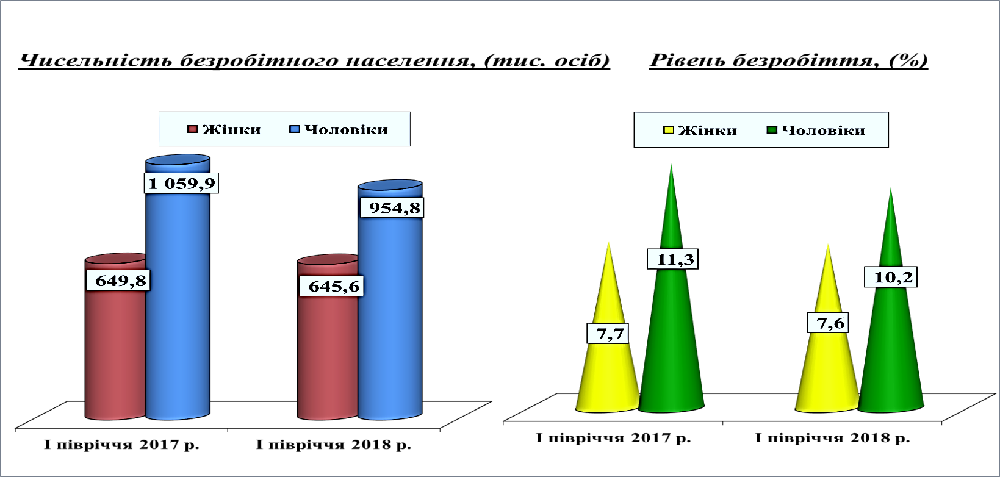 Чисельність безробітного населення, (тис. осіб)
Жінки Чоловіки
1 059,9
954,8
649,8
645,6
І півріччя 2017 р. І півріччя 2018 р.
Рівень безробіття, (%)
Жінки Чоловіки
11,3
10,2
7,7
7,6
І півріччя 2017 р. І півріччя 2018 р.